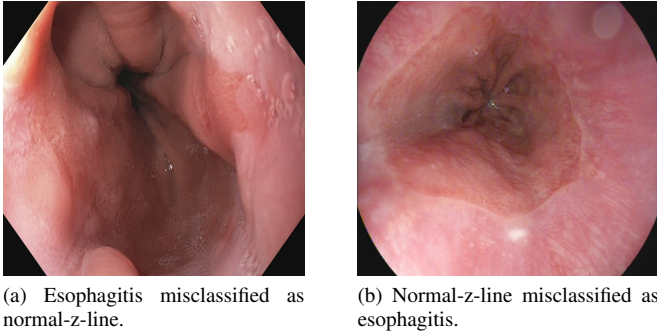 (a) Esophagitis misclassified as
normal-z-line.
(b) Normal-z-line misclassified as
esophagitis.